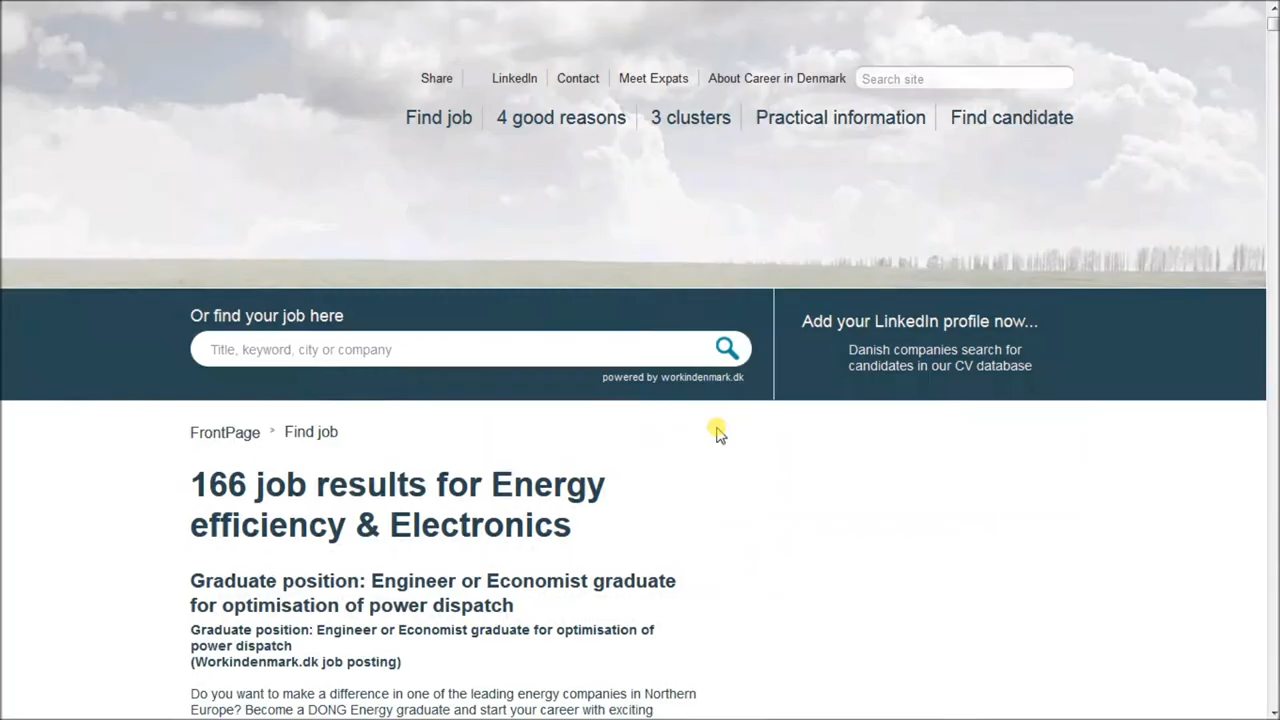 Share LinkedIn Contact Meet Expats About Career in Denmark Search site
Find job 4 good reasons 3 clusters Practical information Find candidate
Or find your job here
Title, keyword, city or company
powered by workindenmark.dk
Add your LinkedIn profile now...
Danish companies search for
candidates in our CV database
FrontPage > Find job
166 job results for Energy
efficiency & Electronics
Graduate position: Engineer or Economist graduate
for optimisation of power dispatch
Graduate position: Engineer or Economist graduate for optimisation of
power dispatch
(Workindenmark.dk job posting)
Do you want to make a difference in one of the leading energy companies in Northern
Europe? Become a DONG Energy graduate and start your career with exciting